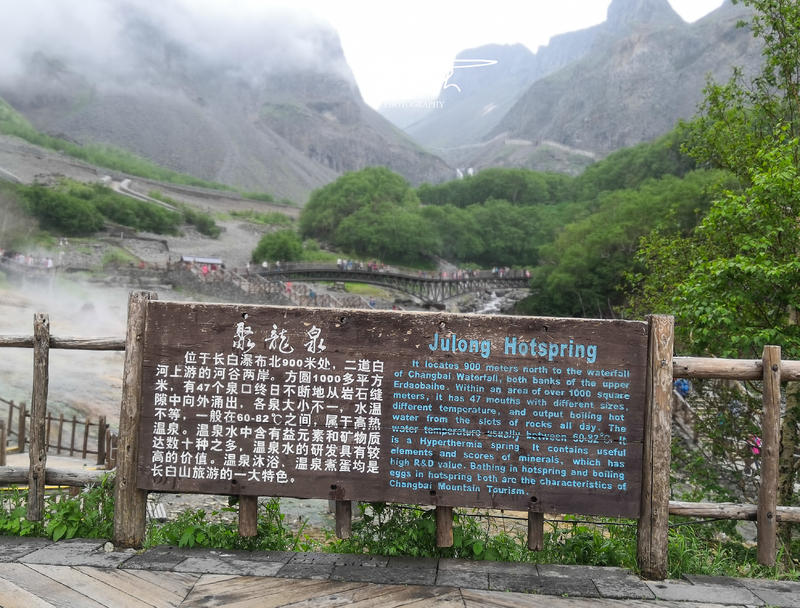 PHOTOGRAPHY
聚龍泉
位于长白瀑布北900米处，二道白
河上游的河谷两岸。方圆1000多平方
米，有47个泉口终日不断地从岩石缝
隙中向外涌出，各泉大小不一，水温
不等，一般在60-82℃之间，属于高热
温泉。温泉水中含有益元素和矿物质
达数十种之多，温泉水的研发具有较
高的价值。温泉沐浴、温泉煮蛋均是
长白山旅游的一大特色。
Julong Hotspring
It locates 900 meters north to the waterfall
of Changbai Waterfall, both banks of the upper
Erdaobaihe. Within an area of over 1000 square
meters, it has 47 mouths with different sizes,
different temperature, and output boiling hot
water from the slots of rocks all day. The
water temperature usually between 60-82℃. It
is a Hyperthermia spring. It contains useful
elements and scores of minerals, which has
high R&D value. Bathing in hotspring and boiling
eggs in hotspring both are the characteristics of
Changbai Mountain Tourism.